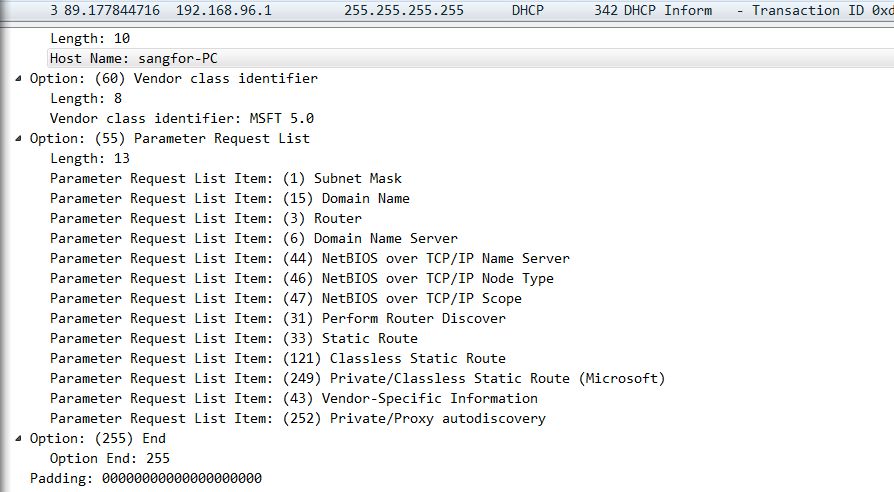 3 89.177844716 192.168.96.1 255.255.255.255 DHCP 342 DHCP Inform - Transaction ID 0xd
Length: 10
Host Name: sangfor-PC
Option: (60) Vendor class identifier
Length: 8
Vendor class identifier: MSFT 5.0
Option: (55) Parameter Request List
Length: 13
Parameter Request List Item: (1) Subnet Mask
Parameter Request List Item: (15) Domain Name
Parameter Request List Item: (3) Router
Parameter Request List Item: (6) Domain Name Server
Parameter Request List Item: (44) NetBIOS over TCP/IP Name Server
Parameter Request List Item: (46) NetBIOS over TCP/IP Node Type
Parameter Request List Item: (47) NetBIOS over TCP/IP Scope
Parameter Request List Item: (31) Perform Router Discover
Parameter Request List Item: (33) Static Route
Parameter Request List Item: (121) Classless Static Route
Parameter Request List Item: (249) Private/Classless Static Route (Microsoft)
Parameter Request List Item: (43) Vendor-Specific Information
Parameter Request List Item: (252) Private/Proxy autodiscovery
Option: (255) End
Option End: 255
Padding: 00000000000000000000